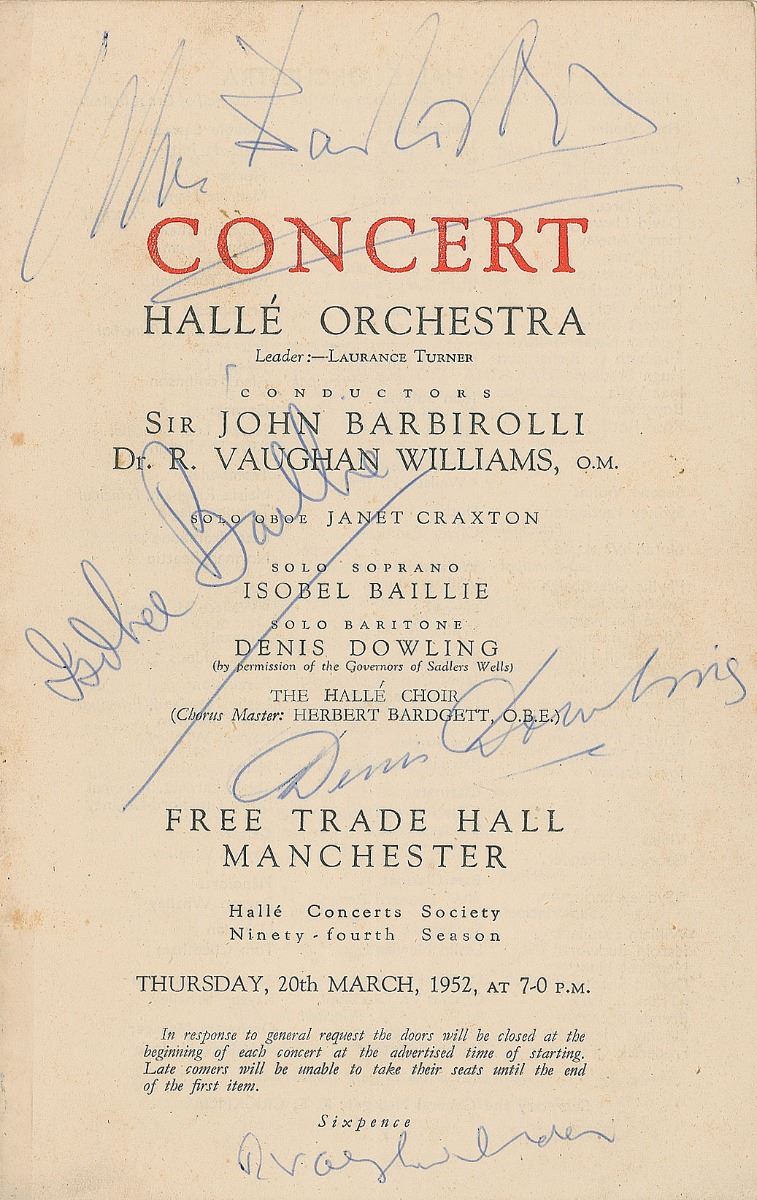 John Barbirolli
CONCERT
HALLÉ ORCHESTRA
Leader:—LAURANCE TURNER
CONDUCTORS
SIR JOHN BARBIROLLI
Dr. R. VAUGHAN WILLIAMS, O.M.
SOLO OBOE JANET CRAXTON
SOLO SOPRANO
ISOBEL BAILLIE
Isobel Baillie
SOLO BARITONE
DENIS DOWLING
(by permission of the Governors of Sadlers Wells)
THE HALLÉ CHOIR
(Chorus Master: HERBERT BARDGETT, O.B.E.)
Denis Dowling
FREE TRADE HALL
MANCHESTER
Hallé Concerts Society
Ninety-fourth Season
THURSDAY, 20th MARCH, 1952, AT 7-0 P.M.
In response to general request the doors will be closed at the
beginning of each concert at the advertised time of starting.
Late comers will be unable to take their seats until the end
of the first item.
Sixpence
R Vaughan Williams